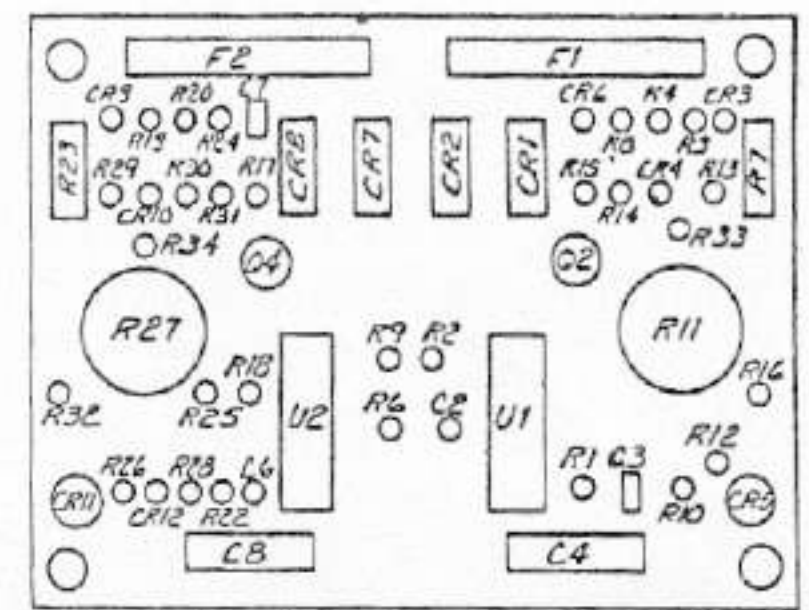 F2 F1
C7
CR9 R20 CR6 R4 CR3
R19 R24 R8 R3
R23 CR8 CR7 CR2 CR1 R7
R29 R30 R17 R15 CR4 R13
CR10 R31 R14
R34 Q4 Q2 R33
R27 R11
R9 R2
R18 R16
R32 R25 U2 R6 C2 U1
R12
R26 R28 C6 R1 C3
CR11 CR12 R22 R10 CR5
C8 C4